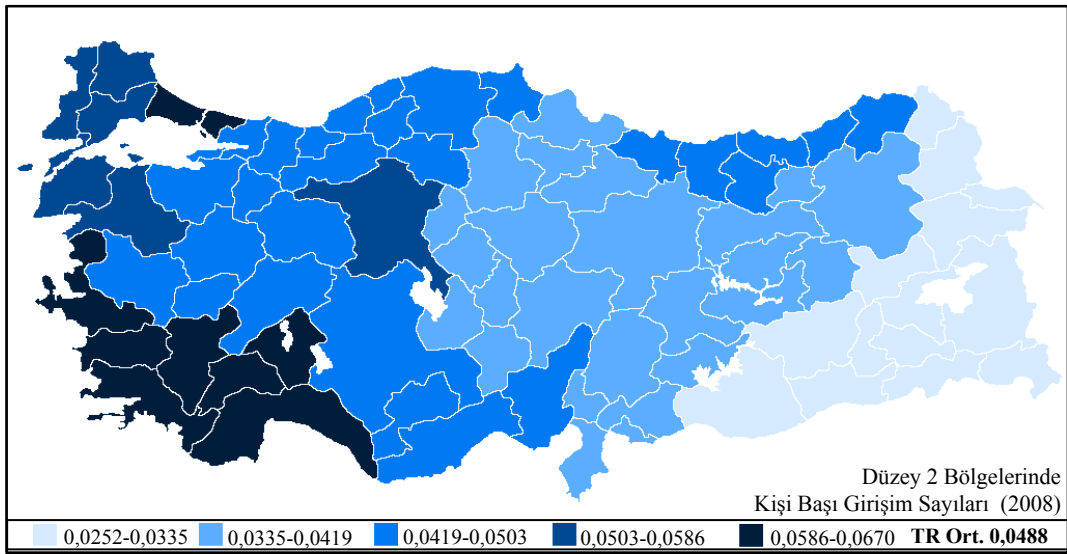 Düzey 2 Bölgelerinde
Kişi Başı Girişim Sayıları (2008)
0,0252-0,0335 0,0335-0,0419 0,0419-0,0503 0,0503-0,0586 0,0586-0,0670 TR Ort. 0,0488